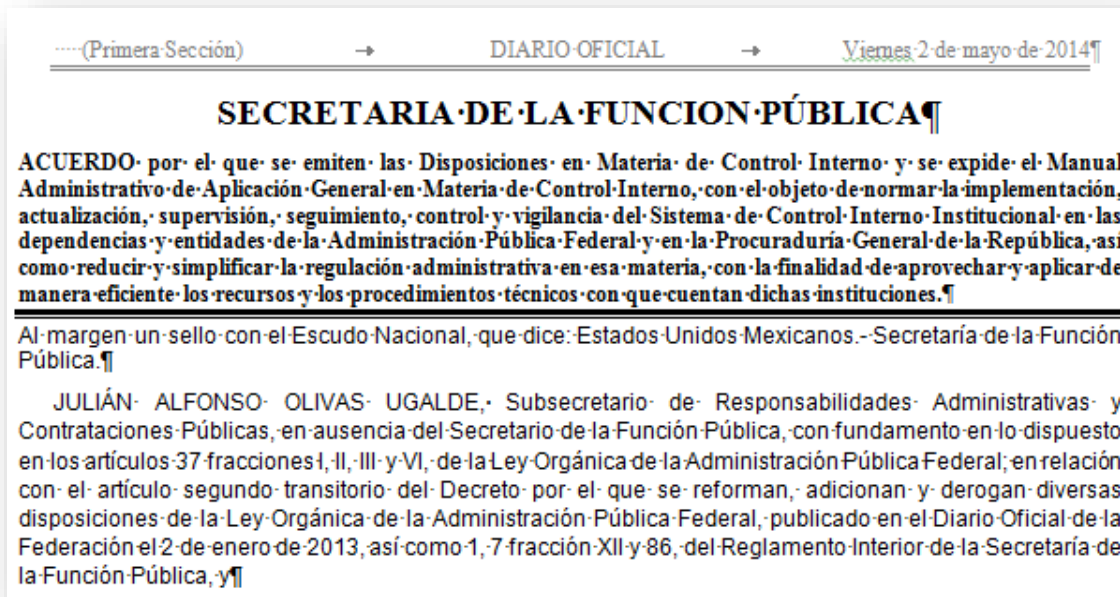 (Primera Sección) → DIARIO OFICIAL → Viernes 2 de mayo de 2014¶
SECRETARIA DE LA FUNCION PÚBLICA¶
ACUERDO por el que se emiten las Disposiciones en Materia de Control Interno y se expide el Manual
Administrativo de Aplicación General en Materia de Control Interno, con el objeto de normar la implementación,
actualización, supervisión, seguimiento, control y vigilancia del Sistema de Control Interno Institucional en las
dependencias y entidades de la Administración Pública Federal y en la Procuraduría General de la República, así
como reducir y simplificar la regulación administrativa en esa materia, con la finalidad de aprovechar y aplicar de
manera eficiente los recursos y los procedimientos técnicos con que cuentan dichas instituciones.¶
Al margen un sello con el Escudo Nacional, que dice: Estados Unidos Mexicanos.- Secretaría de la Función
Pública.¶
JULIÁN ALFONSO OLIVAS UGALDE, Subsecretario de Responsabilidades Administrativas y
Contrataciones Públicas, en ausencia del Secretario de la Función Pública, con fundamento en lo dispuesto
en los artículos 37 fracciones I, II, III y VI, de la Ley Orgánica de la Administración Pública Federal; en relación
con el artículo segundo transitorio del Decreto por el que se reforman, adicionan y derogan diversas
disposiciones de la Ley Orgánica de la Administración Pública Federal, publicado en el Diario Oficial de la
Federación el 2 de enero de 2013, así como 1, 7 fracción XII y 86, del Reglamento Interior de la Secretaría de
la Función Pública, y¶